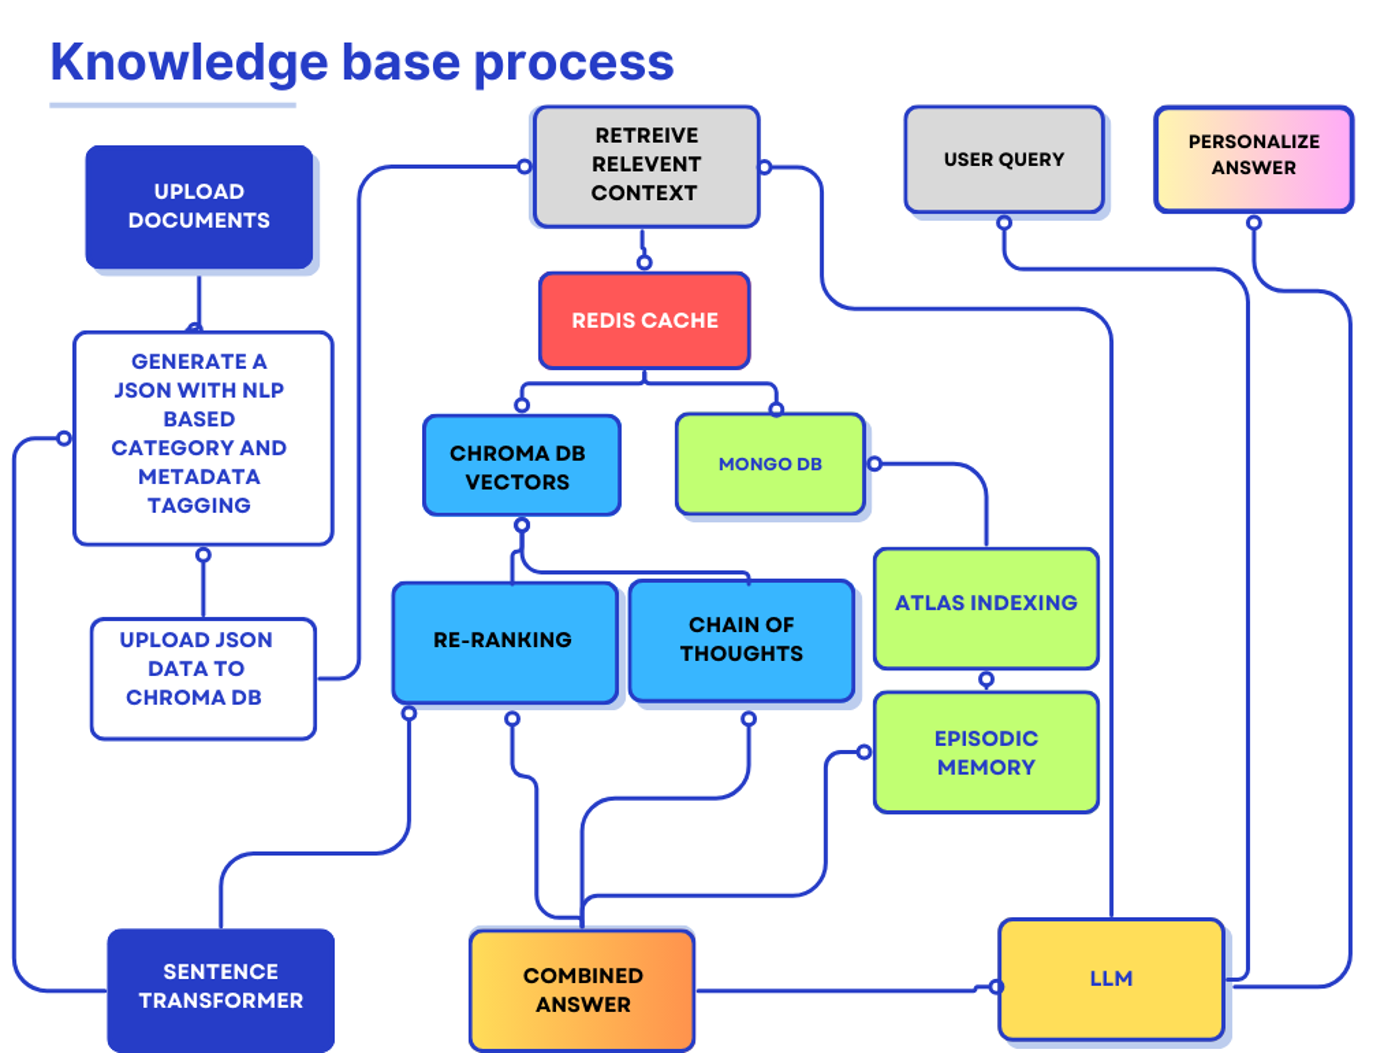 Knowledge base process
UPLOAD
DOCUMENTS
GENERATE A
JSON WITH NLP
BASED
CATEGORY AND
METADATA
TAGGING
UPLOAD JSON
DATA TO
CHROMA DB
SENTENCE
TRANSFORMER
RETREIVE
RELEVENT
CONTEXT
REDIS CACHE
CHROMA DB
VECTORS
MONGO DB
RE-RANKING
CHAIN OF
THOUGHTS
ATLAS INDEXING
EPISODIC
MEMORY
COMBINED
ANSWER
LLM
USER QUERY
PERSONALIZE
ANSWER